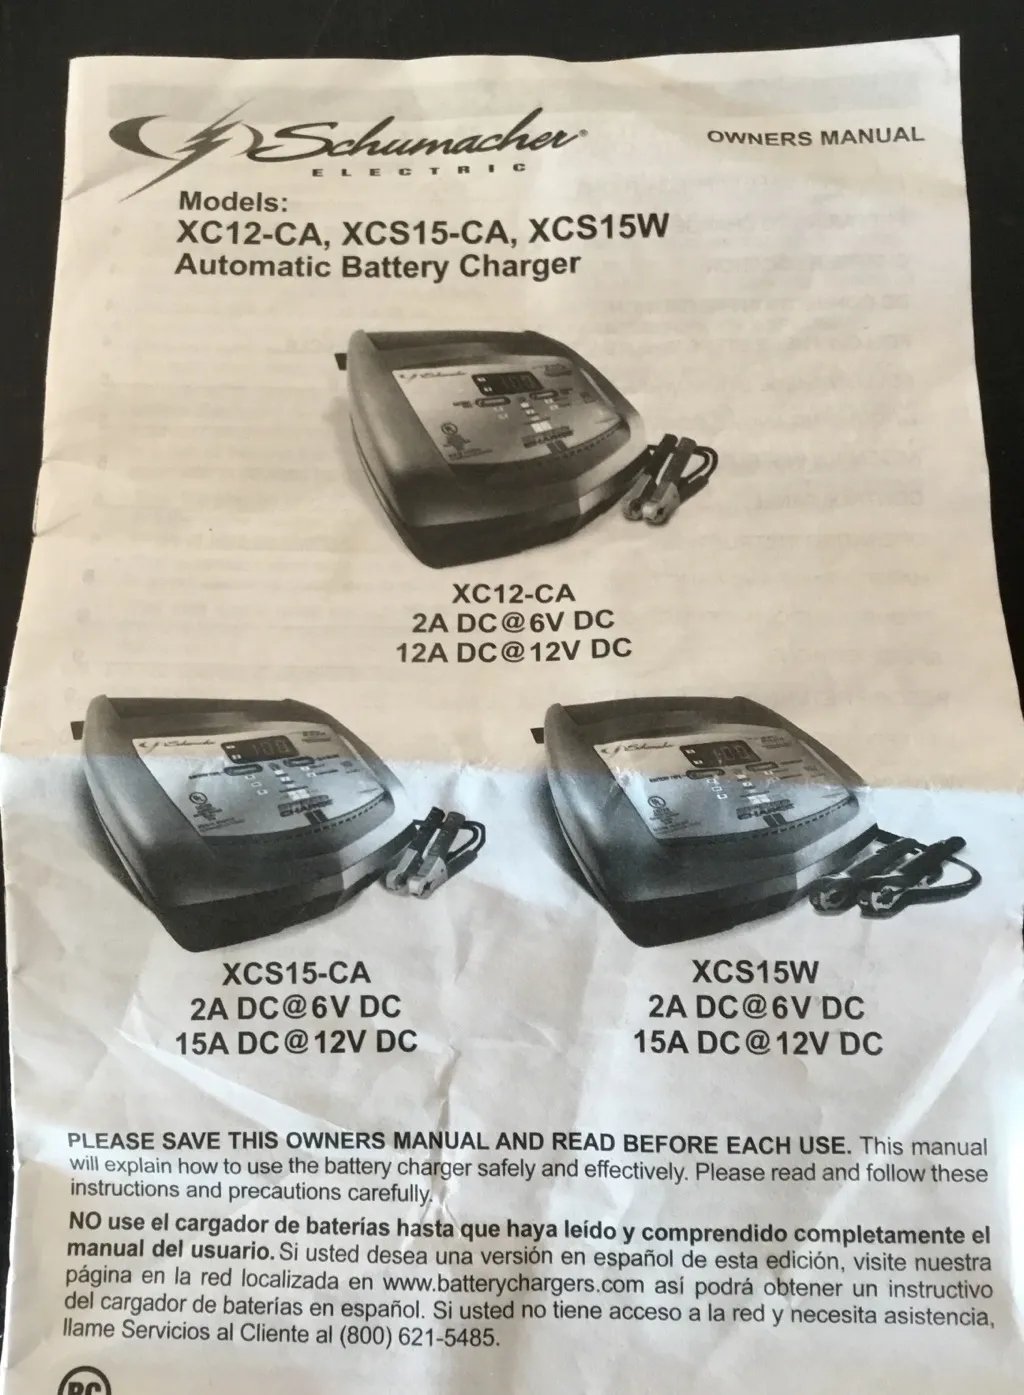 Schumacher®
ELECTRIC
OWNERS MANUAL
Models:
XC12-CA, XCS15-CA, XCS15W
Automatic Battery Charger
Schumacher
XC12-CA
2A DC@6V DC
12A DC@12V DC
Schumacher
100
CHARGE
XCS15-CA
2A DC@6V DC
15A DC@12V DC
Schumacher
100
CHARGE
XCS15W
2A DC@6V DC
15A DC@12V DC
PLEASE SAVE THIS OWNERS MANUAL AND READ BEFORE EACH USE. This manual
will explain how to use the battery charger safely and effectively. Please read and follow these
instructions and precautions carefully.
NO use el cargador de baterías hasta que haya leído y comprendido completamente el
manual del usuario. Si usted desea una versión en español de esta edición, visite nuestra
página en la red localizada en www.batterychargers.com así podrá obtener un instructivo
del cargador de baterías en español. Si usted no tiene acceso a la red y necesita asistencia,
llame Servicios al Cliente al (800) 621-5485.